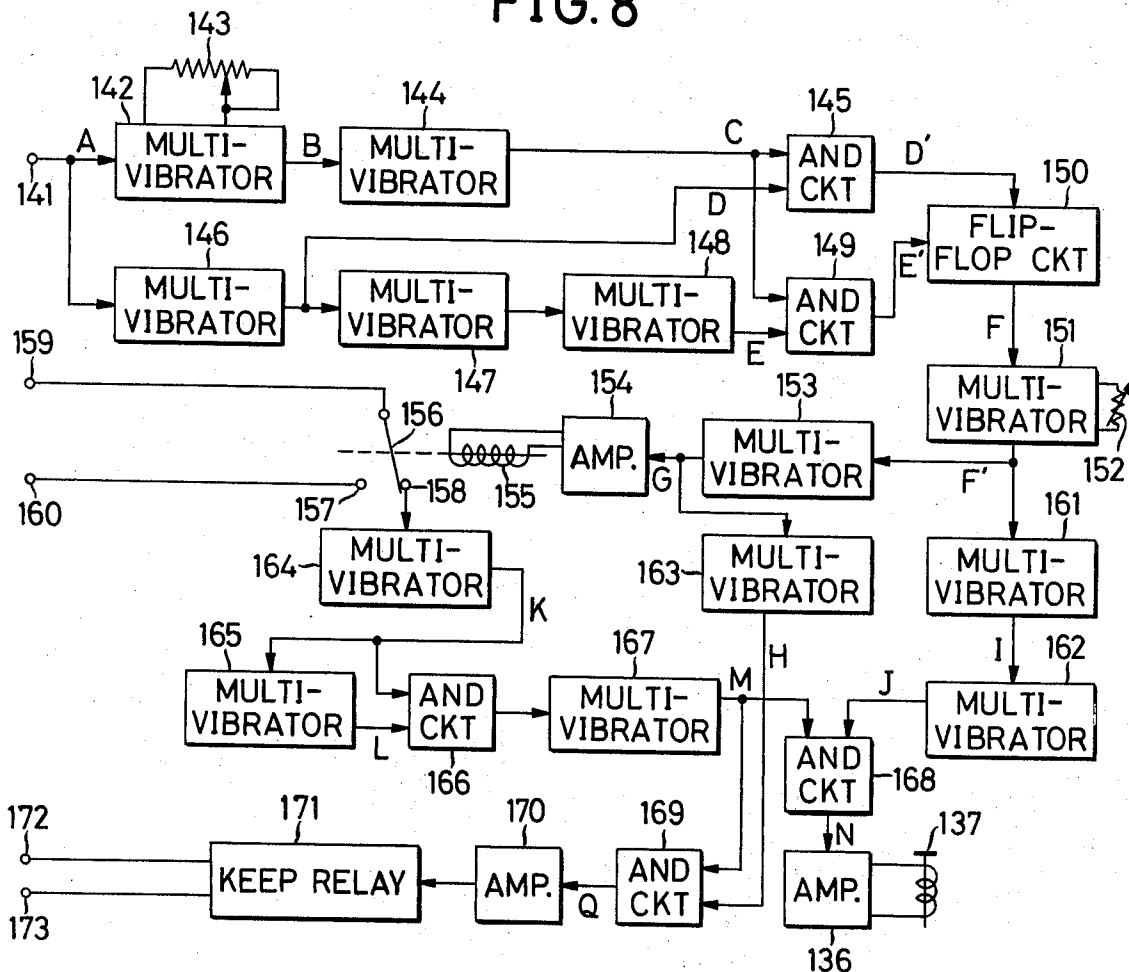 FIG. 8
143
142
144
145
A
MULTI-
VIBRATOR
B
MULTI-
VIBRATOR
C
AND
CKT
D'
150
141
D
FLIP-
FLOP CKT
146
148
149
E'
MULTI-
VIBRATOR
MULTI-
VIBRATOR
MULTI-
VIBRATOR
E
AND
CKT
F
151
159
147
154
153
MULTI-
VIBRATOR
156
AMP.
MULTI-
VIBRATOR
152
155
G
F'
160
157
158
161
MULTI-
VIBRATOR
164
163
MULTI-
VIBRATOR
MULTI-
VIBRATOR
K
165
167
H
I
162
MULTI-
VIBRATOR
AND
CKT
MULTI-
VIBRATOR
M
J
MULTI-
VIBRATOR
L
166
AND
CKT
168
172
171
170
169
N
137
KEEP RELAY
AMP.
Q
AND
CKT
AMP.
173
136